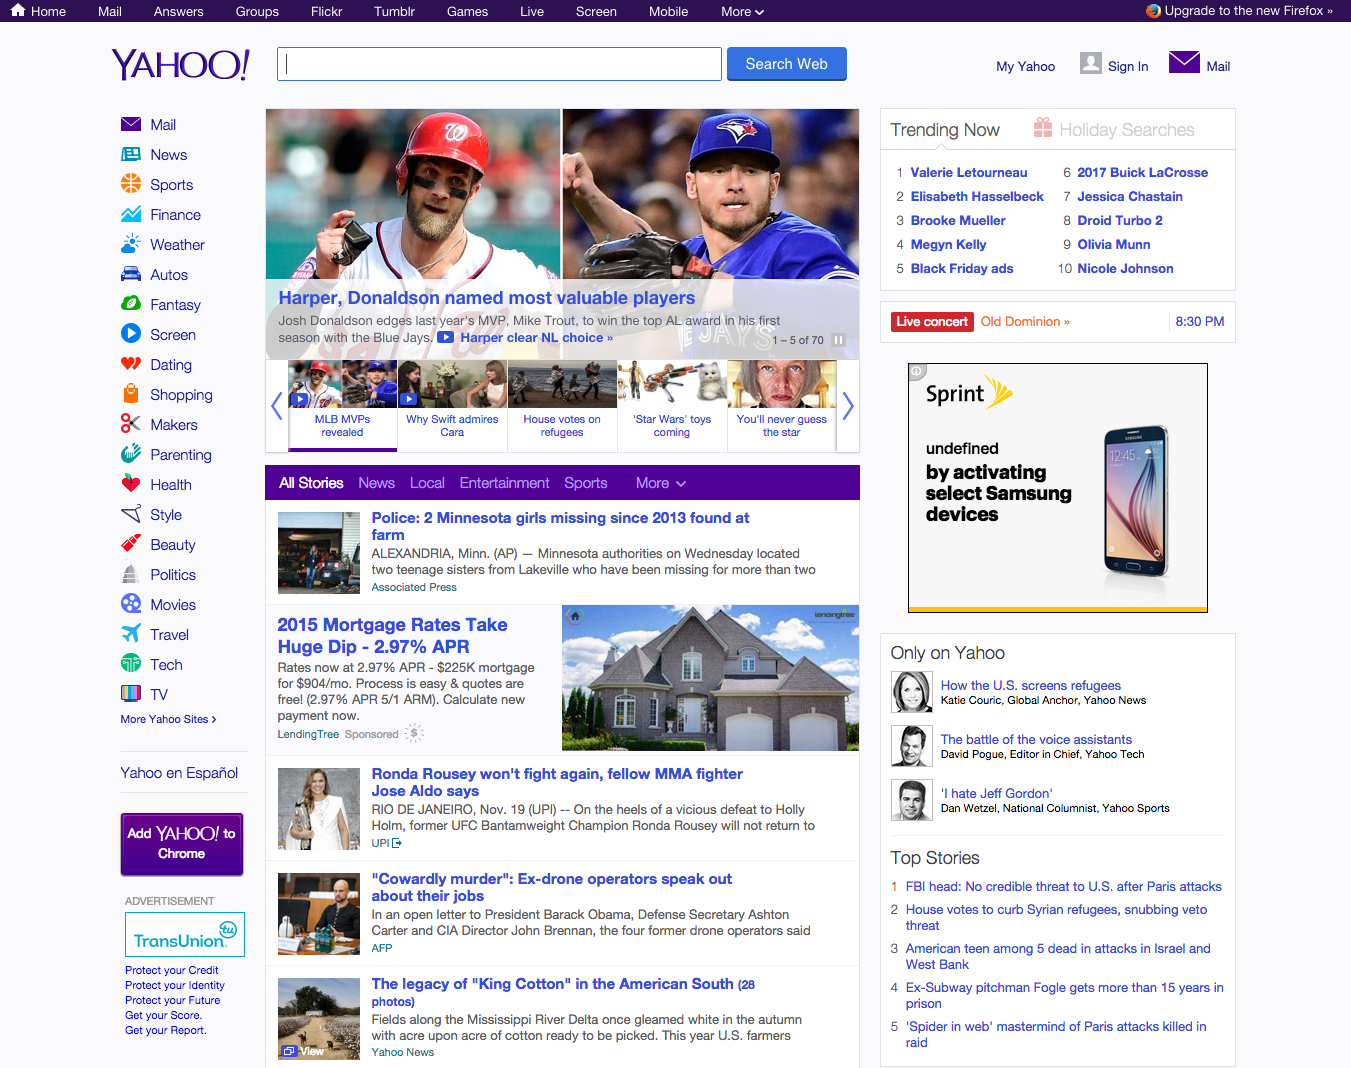 Home Mail Answers Groups Flickr Tumblr Games Live Screen Mobile More Upgrade to the new Firefox »
YAHOO!
Search Web
My Yahoo Sign In Mail
Mail
News
Sports
Finance
Weather
Autos
Fantasy
Screen
Dating
Shopping
Makers
Parenting
Health
Style
Beauty
Politics
Movies
Travel
Tech
TV
More Yahoo Sites >
Yahoo en Español
Add YAHOO! to
Chrome
ADVERTISEMENT
TransUnion tu
Protect your Credit
Protect your Identity
Protect your Future
Get your Score.
Get your Report.
Harper, Donaldson named most valuable players
Josh Donaldson edges last year's MVP, Mike Trout, to win the top AL award in his first
season with the Blue Jays. Harper clear NL choice »
1 – 5 of 70
MLB MVPs
revealed
Why Swift admires
Cara
House votes on
refugees
'Star Wars' toys
coming
You'll never guess
the star
All Stories News Local Entertainment Sports More
Police: 2 Minnesota girls missing since 2013 found at
farm
ALEXANDRIA, Minn. (AP) — Minnesota authorities on Wednesday located
two teenage sisters from Lakeville who have been missing for more than two
Associated Press
2015 Mortgage Rates Take
Huge Dip - 2.97% APR
Rates now at 2.97% APR - $225K mortgage
for $904/mo. Process is easy & quotes are
free! (2.97% APR 5/1 ARM). Calculate new
payment now.
LendingTree Sponsored $
lendingtree
Ronda Rousey won't fight again, fellow MMA fighter
Jose Aldo says
RIO DE JANEIRO, Nov. 19 (UPI) -- On the heels of a vicious defeat to Holly
Holm, former UFC Bantamweight Champion Ronda Rousey will not return to
UPI
"Cowardly murder": Ex-drone operators speak out
about their jobs
In an open letter to President Barack Obama, Defense Secretary Ashton
Carter and CIA Director John Brennan, the four former drone operators said
AFP
The legacy of "King Cotton" in the American South (28
photos)
Fields along the Mississippi River Delta once gleamed white in the autumn
with acre upon acre of cotton ready to be picked. This year U.S. farmers
Yahoo News
View
Trending Now Holiday Searches
1 Valerie Letourneau
2 Elisabeth Hasselbeck
3 Brooke Mueller
4 Megyn Kelly
5 Black Friday ads
6 2017 Buick LaCrosse
7 Jessica Chastain
8 Droid Turbo 2
9 Olivia Munn
10 Nicole Johnson
Live concert Old Dominion » 8:30 PM
Sprint
undefined
by activating
select Samsung
devices
12:45
Only on Yahoo
How the U.S. screens refugees
Katie Couric, Global Anchor, Yahoo News
The battle of the voice assistants
David Pogue, Editor in Chief, Yahoo Tech
'I hate Jeff Gordon'
Dan Wetzel, National Columnist, Yahoo Sports
Top Stories
1 FBI head: No credible threat to U.S. after Paris attacks
2 House votes to curb Syrian refugees, snubbing veto
threat
3 American teen among 5 dead in attacks in Israel and
West Bank
4 Ex-Subway pitchman Fogle gets more than 15 years in
prison
5 'Spider in web' mastermind of Paris attacks killed in
raid